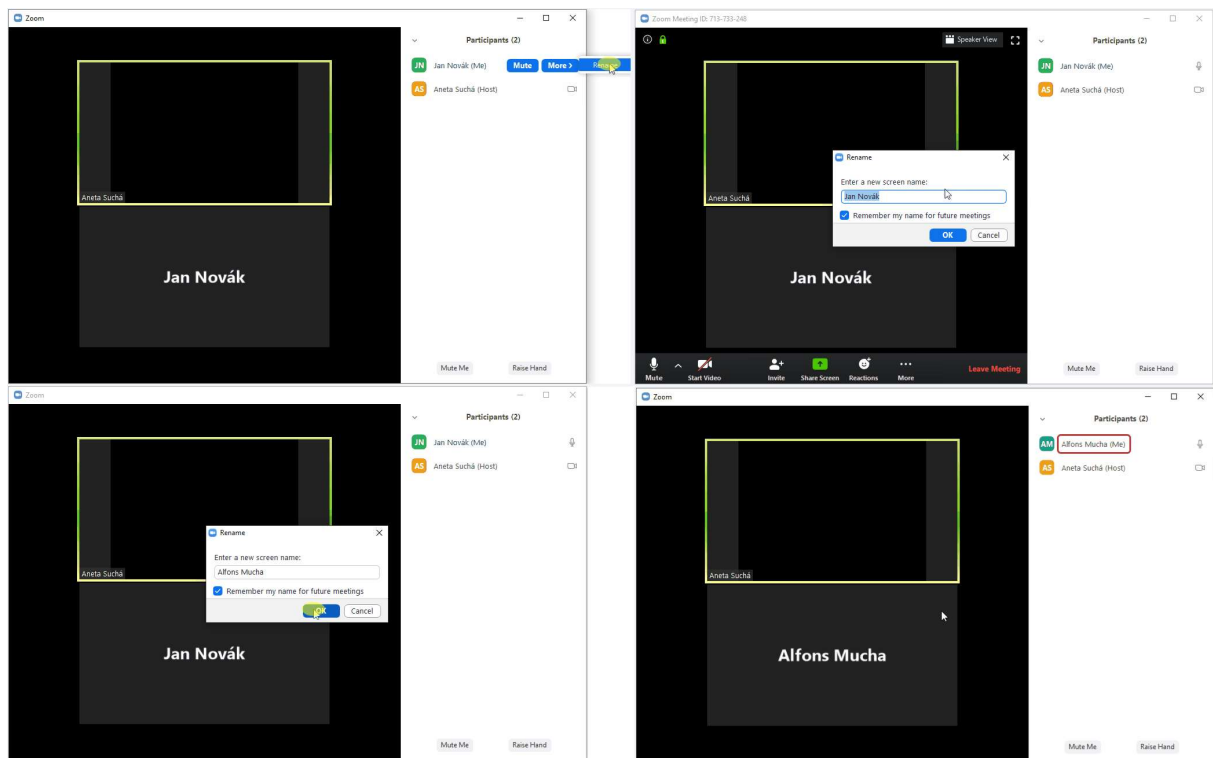 Zoom
Participants (2)
JN Jan Novák (Me) Mute More > Rename
AS Aneta Suchá (Host)
Aneta Suchá
Jan Novák
Mute Me Raise Hand
Zoom Meeting ID: 713-733-248
Speaker View
Participants (2)
JN Jan Novák (Me)
AS Aneta Suchá (Host)
Rename
Enter a new screen name:
Jan Novák
Remember my name for future meetings
OK Cancel
Aneta Suchá
Jan Novák
Mute Start Video Invite Share Screen Reactions More Leave Meeting
Mute Me Raise Hand
Zoom
Participants (2)
JN Jan Novák (Me)
AS Aneta Suchá (Host)
Rename
Enter a new screen name:
Alfons Mucha
Remember my name for future meetings
OK Cancel
Aneta Suchá
Jan Novák
Mute Me Raise Hand
Zoom
Participants (2)
AM Alfons Mucha (Me)
AS Aneta Suchá (Host)
Aneta Suchá
Alfons Mucha
Mute Me Raise Hand